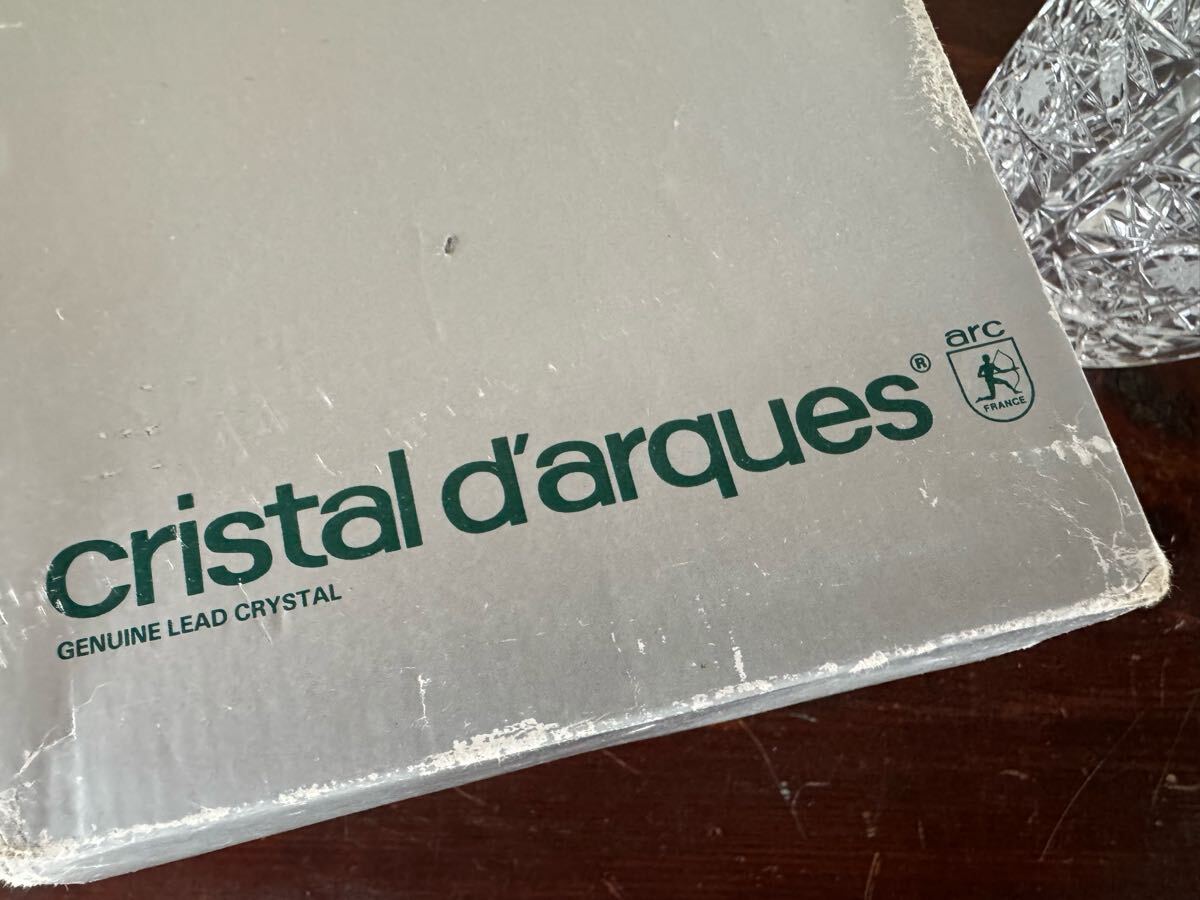 cristal d'arques®
GENUINE LEAD CRYSTAL
arc
FRANCE